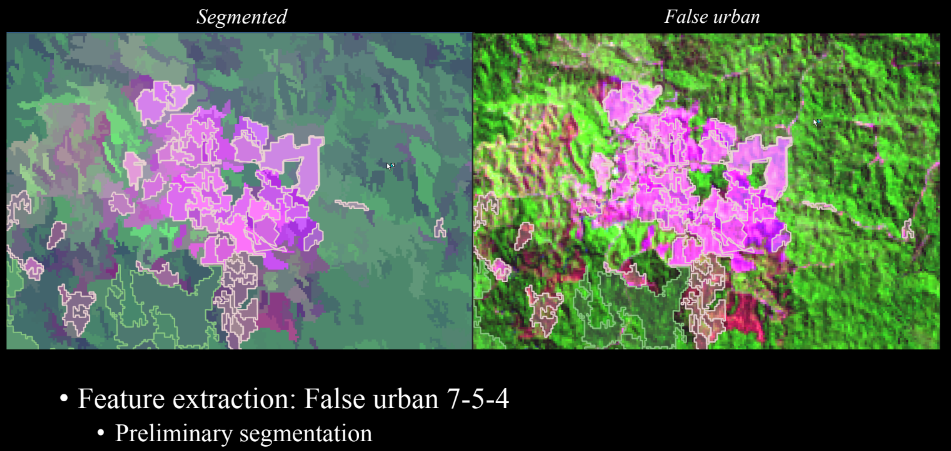 Segmented
False urban
• Feature extraction: False urban 7-5-4
• Preliminary segmentation